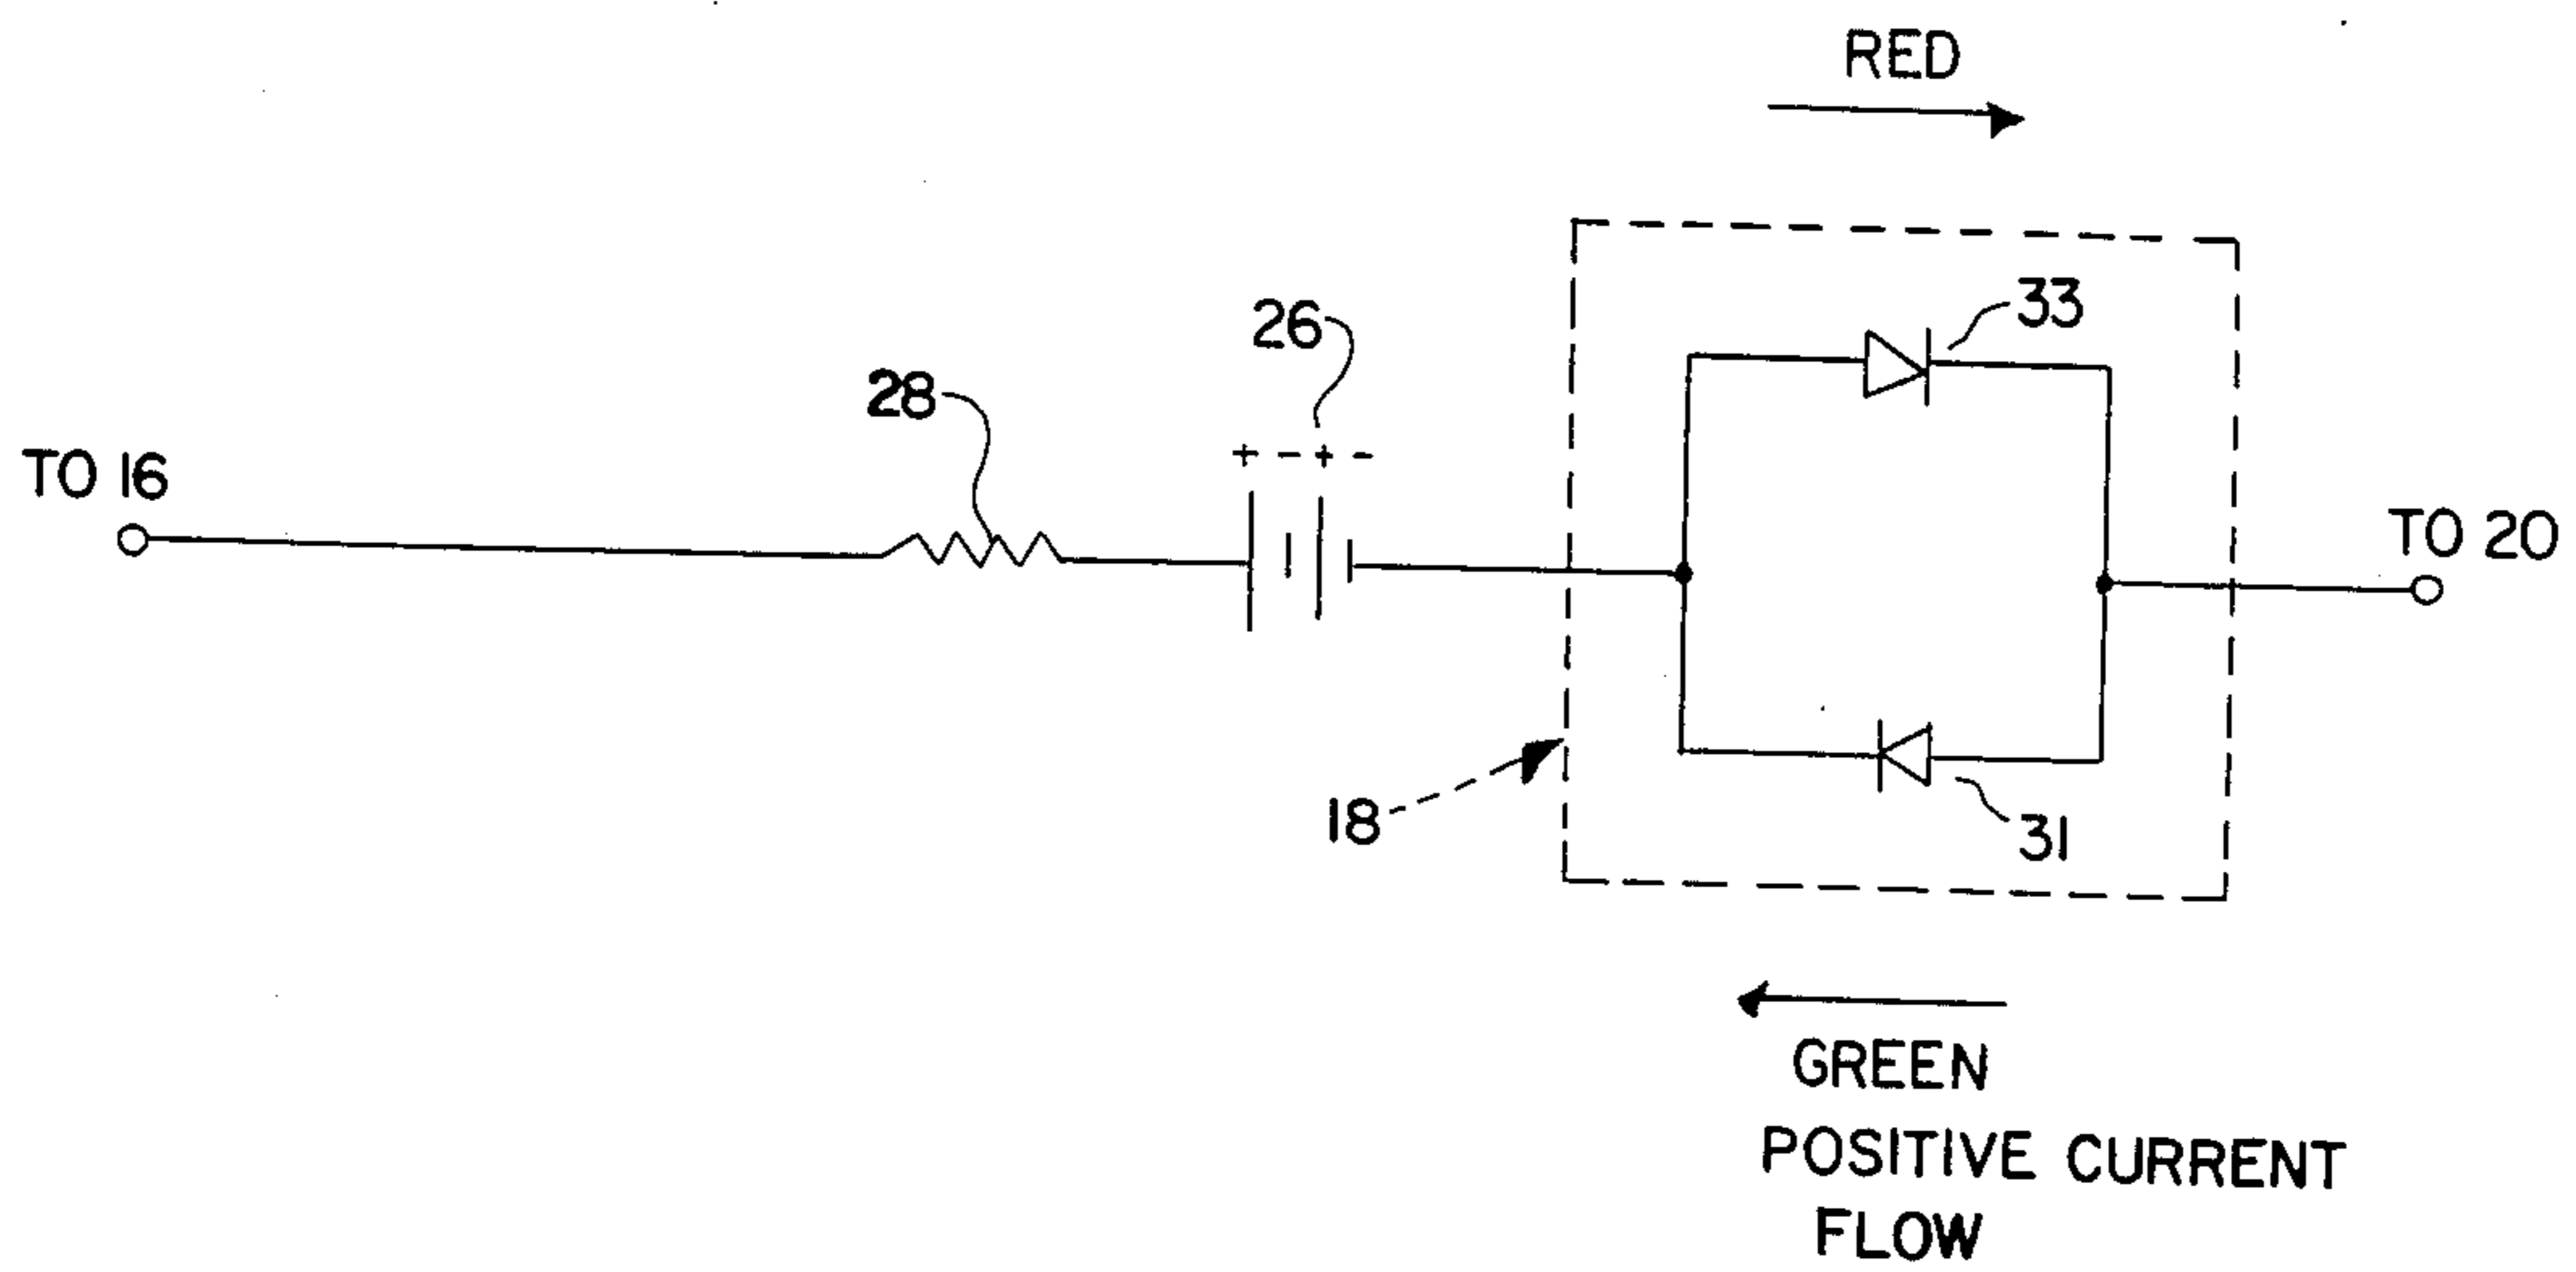 RED
33
26
28
+ - + -
TO 16
TO 20
18
31
GREEN
POSITIVE CURRENT
FLOW